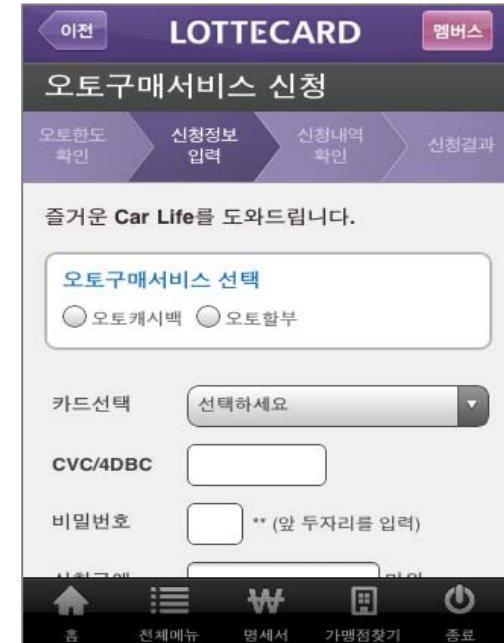 이전 LOTTECARD 멤버스
오토구매서비스 신청
오토한도 확인
신청정보 입력
신청내역 확인
신청결과
즐거운 Car Life를 도와드립니다.
오토구매서비스 선택
오토캐시백 오토할부
카드선택 선택하세요
CVC/4DBC
비밀번호 ** (앞 두자리를 입력)
홈 전체메뉴 명세서 가맹점찾기 종료